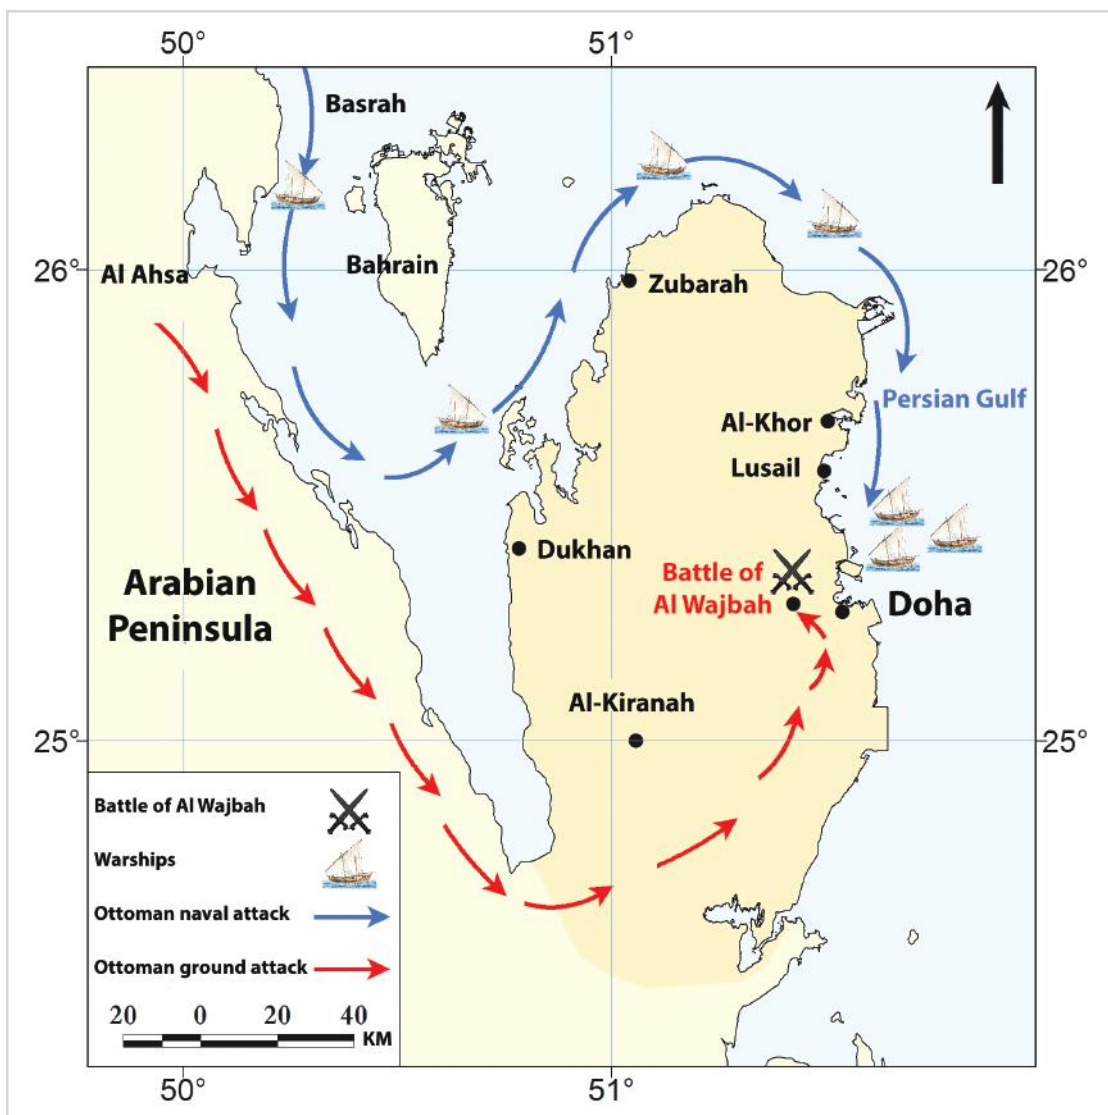 50°
51°
Basrah
26°
Al Ahsa
Bahrain
Zubarah
26°
Persian Gulf
Al-Khor
Lusail
Dukhan
Arabian
Peninsula
Battle of
Al Wajbah
Doha
Al-Kiranah
25°
25°
Battle of Al Wajbah
Warships
Ottoman naval attack
Ottoman ground attack
20 0 20 40
KM
50°
51°